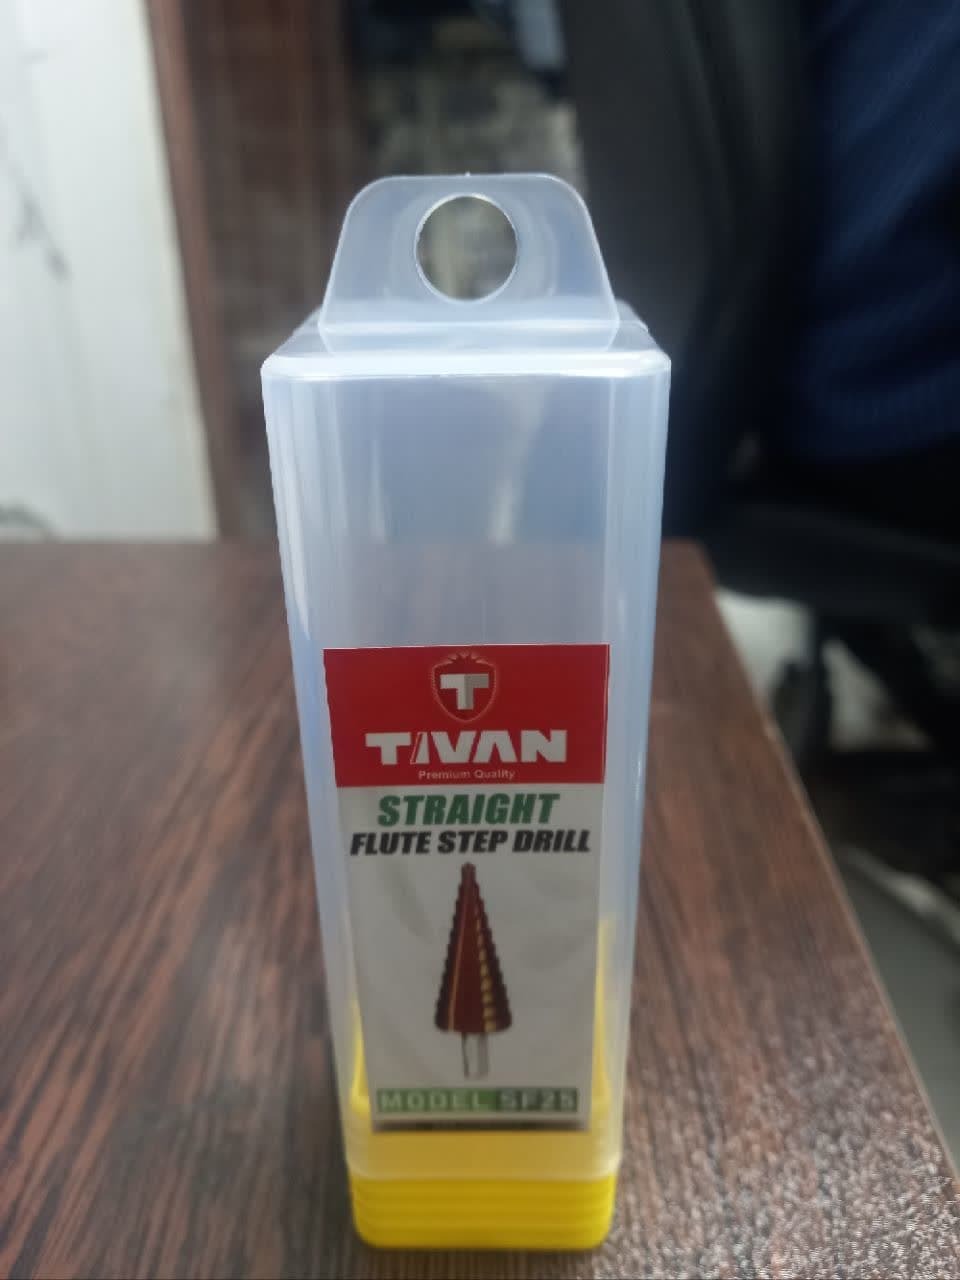 T
TIVAN
Premium Quality
STRAIGHT
FLUTE STEP DRILL
MODEL SF25